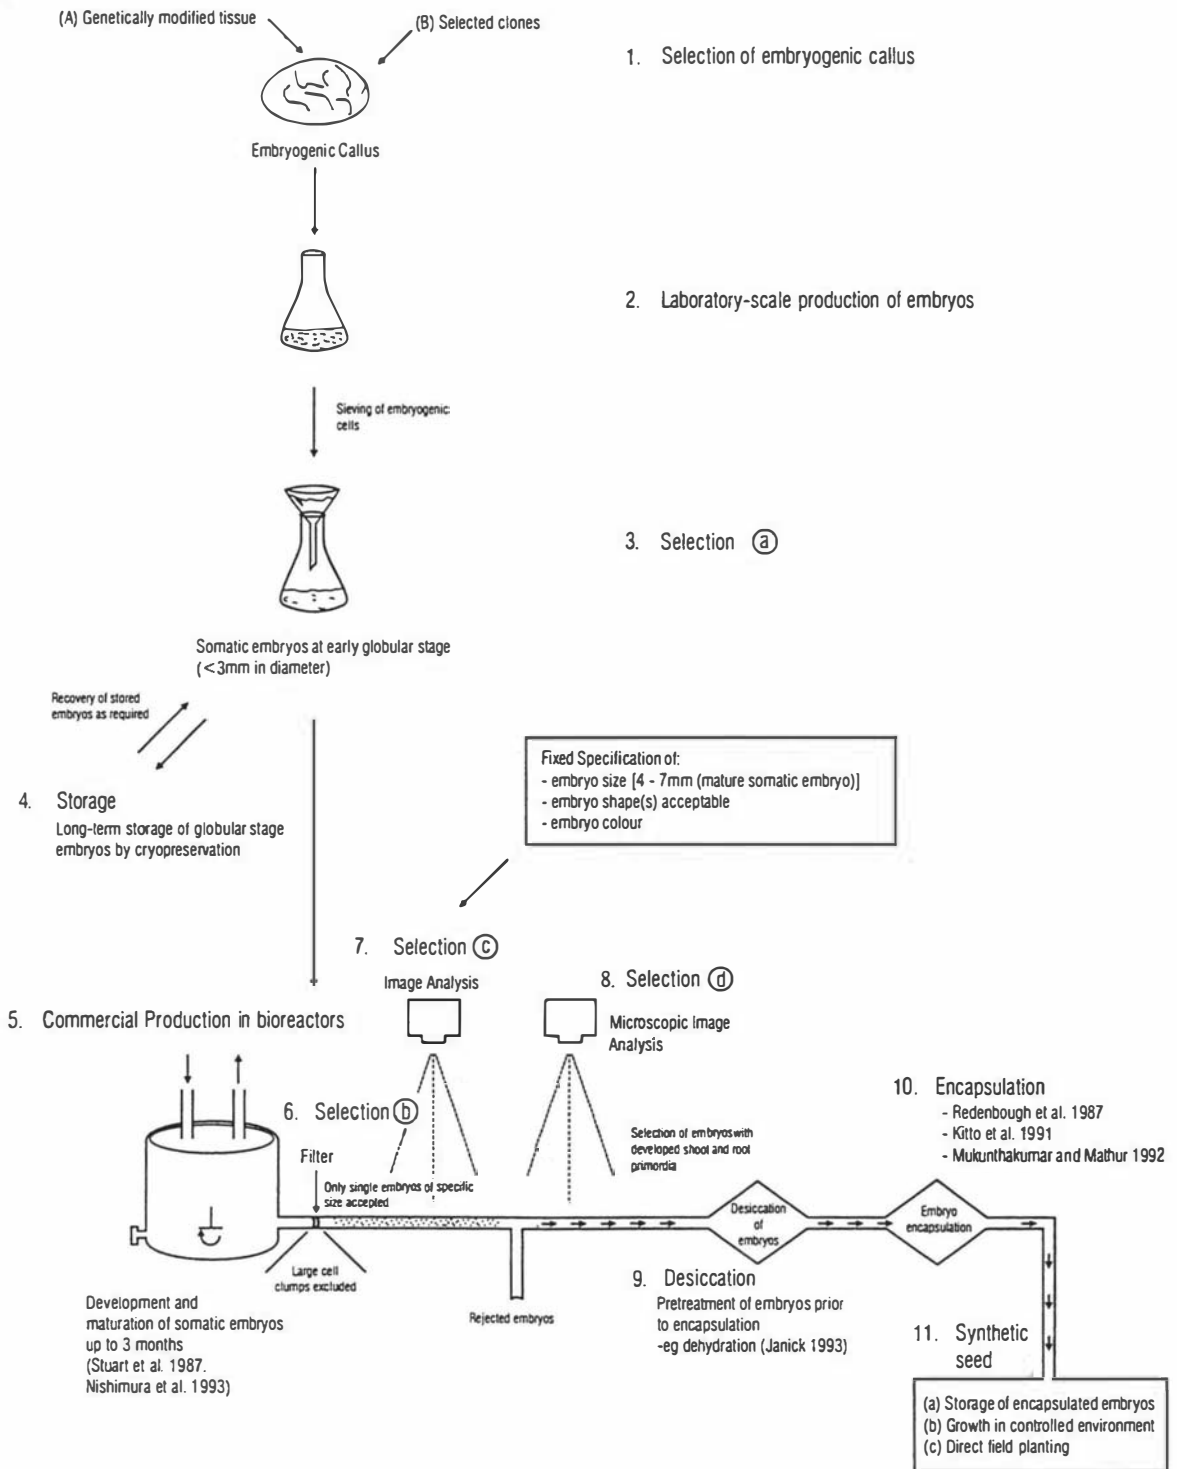 (A) Genetically modified tissue
(B) Selected clones
1. Selection of embryogenic callus
Embryogenic Callus
2. Laboratory-scale production of embryos
Sieving of embryogenic
cells
3. Selection ⓐ
Somatic embryos at early globular stage
(<3mm in diameter)
Recovery of stored
embryos as required
4. Storage
Long-term storage of globular stage
embryos by cryopreservation
Fixed Specification of:
- embryo size [4 - 7mm (mature somatic embryo)]
- embryo shape(s) acceptable
- embryo colour
7. Selection ⓒ
Image Analysis
8. Selection ⓓ
Microscopic Image
Analysis
5. Commercial Production in bioreactors
6. Selection ⓑ
Filter
Only single embryos of specific
size accepted
Large cell
clumps excluded
Selection of embryos with
developed shoot and root
primordia
Rejected embryos
Development and
maturation of somatic embryos
up to 3 months
(Stuart et al. 1987.
Nishimura et al. 1993)
Desiccation
of
embryos
9. Desiccation
Pretreatment of embryos prior
to encapsulation
-eg dehydration (Janick 1993)
10. Encapsulation
- Redenbough et al. 1987
- Kitto et al. 1991
- Mukunthakumar and Mathur 1992
Embryo
encapsulation
11. Synthetic
seed
(a) Storage of encapsulated embryos
(b) Growth in controlled environment
(c) Direct field planting